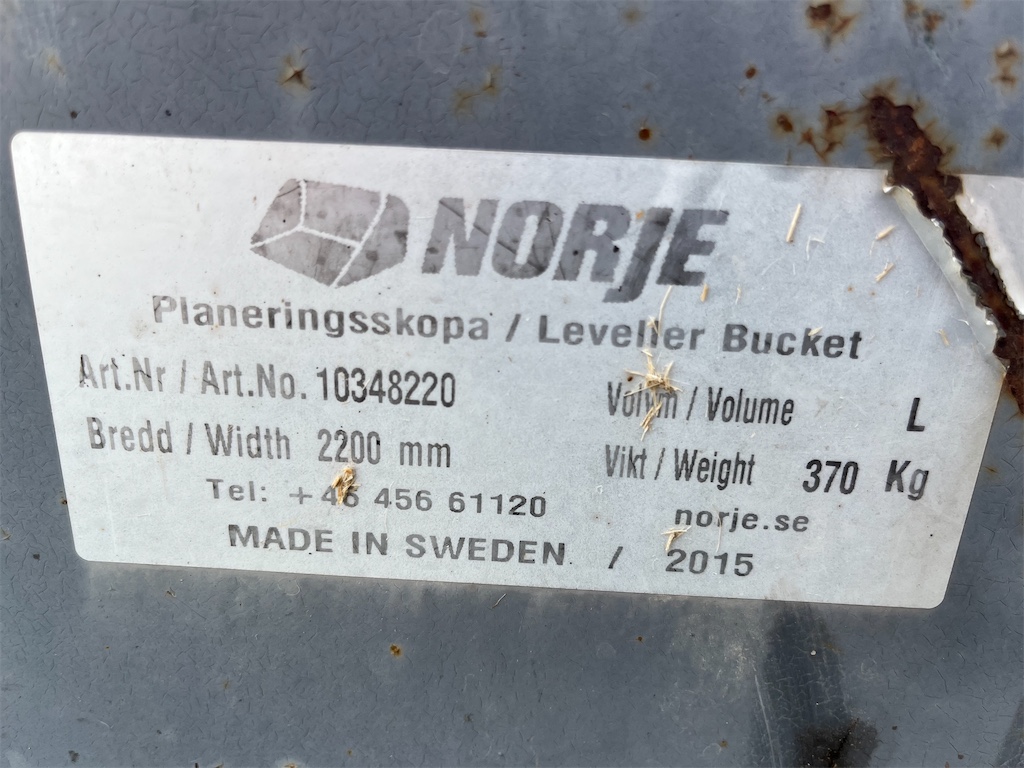 NORJE
Planeringsskopa / Leveller Bucket
Art.Nr / Art.No. 10348220
Volym / Volume L
Bredd / Width 2200 mm
Vikt / Weight 370 Kg
Tel: +46 456 61120
norje.se
MADE IN SWEDEN / 2015